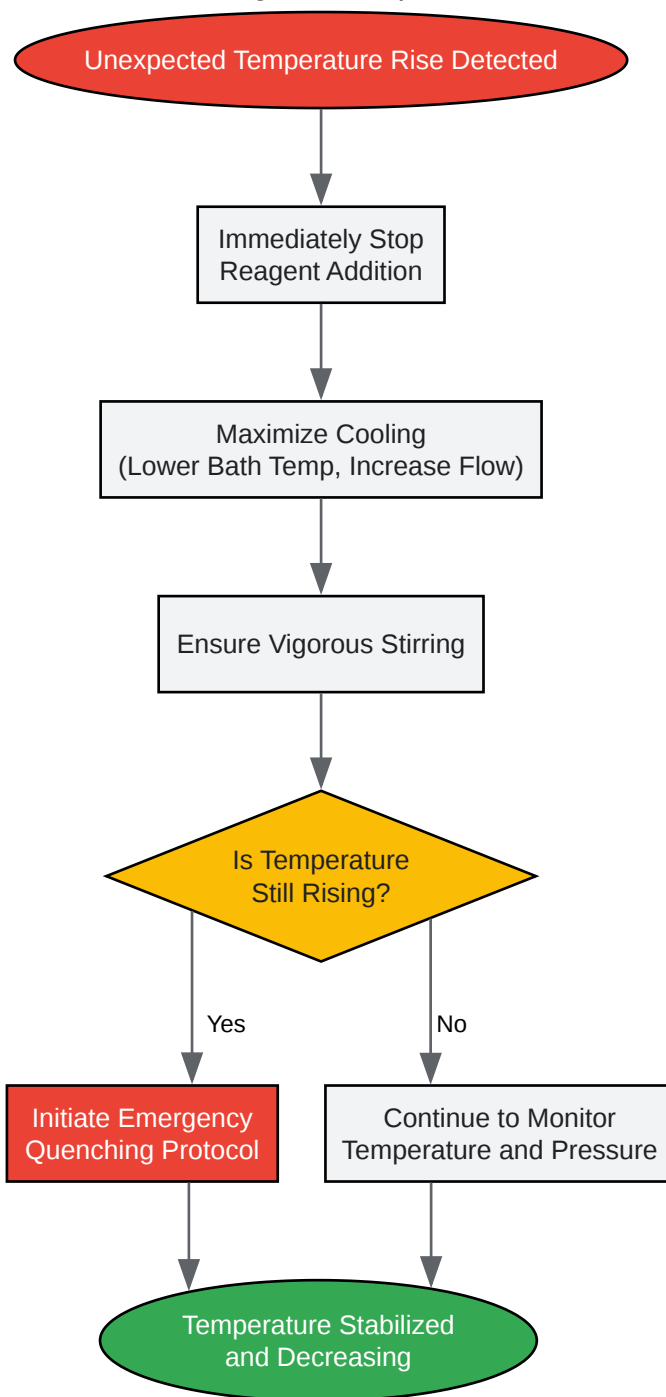 Unexpected Temperature Rise Detected
Immediately Stop
Reagent Addition
Maximize Cooling
(Lower Bath Temp, Increase Flow)
Ensure Vigorous Stirring
Is Temperature
Still Rising?
Yes
No
Initiate Emergency
Quenching Protocol
Continue to Monitor
Temperature and Pressure
Temperature Stabilized
and Decreasing